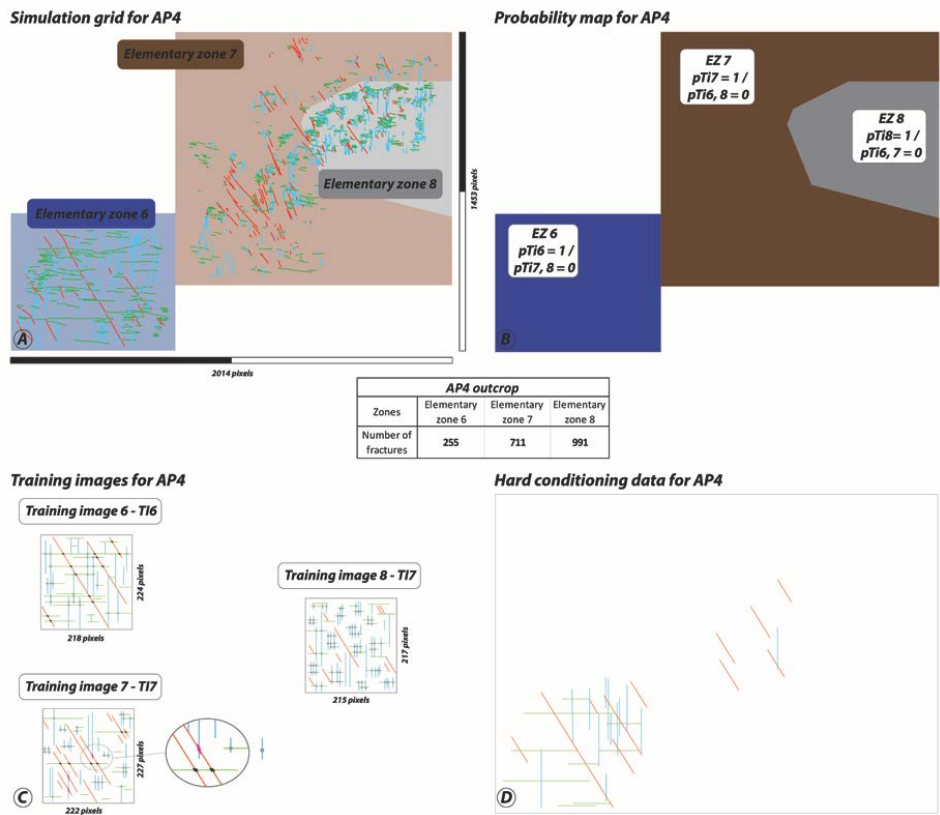 Simulation grid for AP4
Elementary zone 7
Elementary zone 8
Elementary zone 6
A
1453 pixels
2014 pixels
Probability map for AP4
EZ 7
pTi7 = 1 /
pTi6, 8 = 0
EZ 8
pTi8= 1 /
pTi6, 7 = 0
EZ 6
pTi6 = 1 /
pTi7, 8 = 0
B
AP4 outcrop
Zones
Elementary zone 6
Elementary zone 7
Elementary zone 8
Number of fractures
255
711
991
Training images for AP4
Training image 6 - TI6
224 pixels
218 pixels
Training image 8 - TI7
217 pixels
215 pixels
Training image 7 - TI7
227 pixels
222 pixels
C
Hard conditioning data for AP4
D